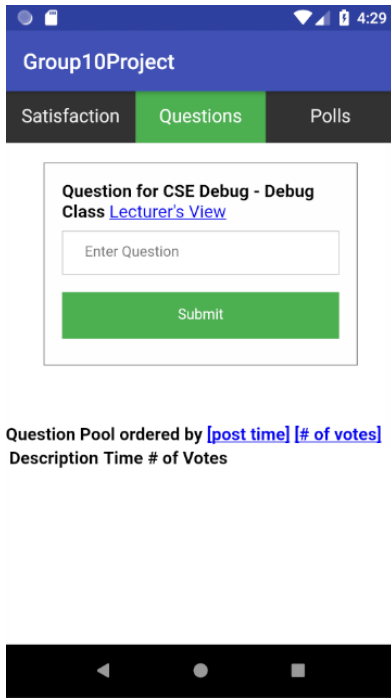 4:29
Group10Project
Satisfaction Questions Polls
Question for CSE Debug - Debug
Class Lecturer's View
Enter Question
Submit
Question Pool ordered by [post time] [# of votes]
Description Time # of Votes